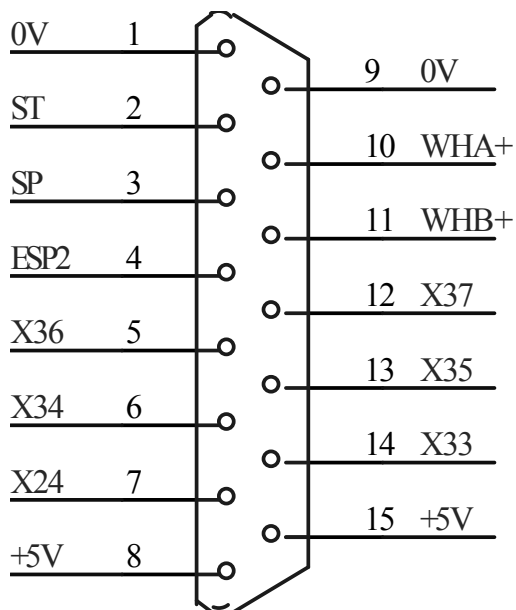 0V 1
9 0V
ST 2
10 WHA+
SP 3
11 WHB+
ESP2 4
12 X37
X36 5
13 X35
X34 6
14 X33
X24 7
15 +5V
+5V 8